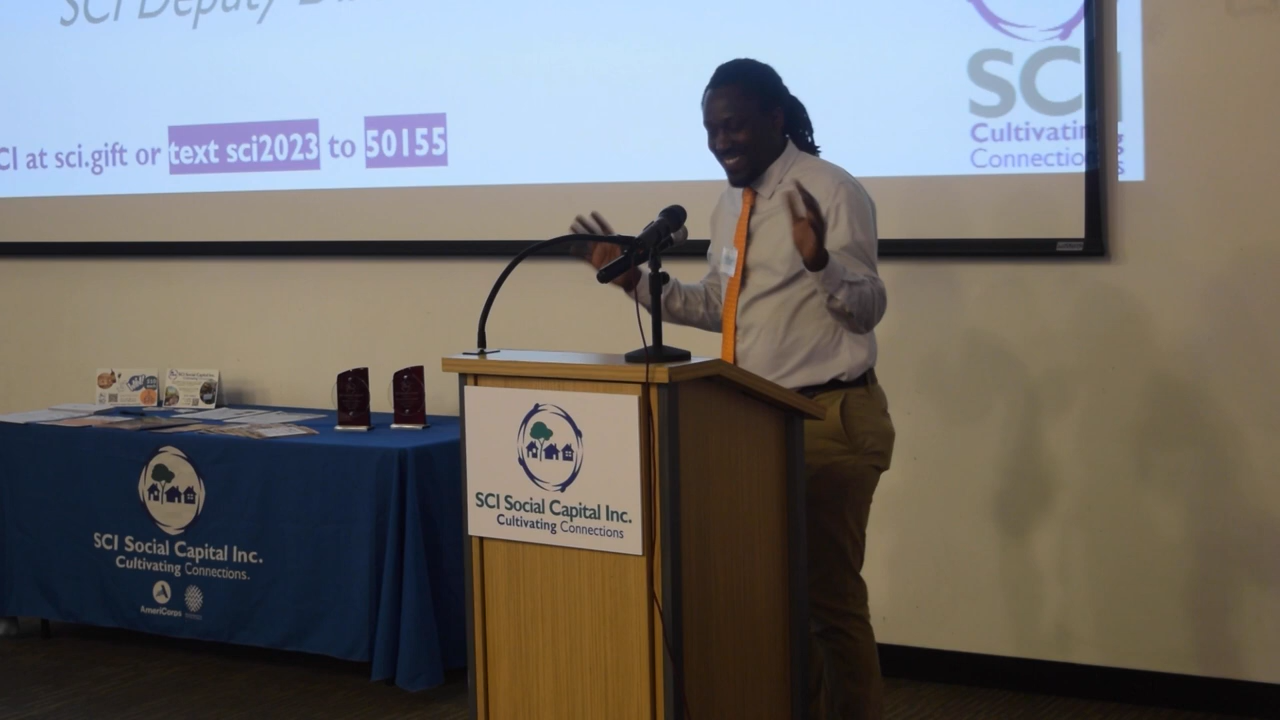 SCI Deputy
CI at sci.gift or text sci2023 to 50155
SCI
Cultivating
Connections
SCI Social Capital Inc.
Cultivating Connections
SCI Social Capital Inc.
Cultivating Connections.
AmeriCorps